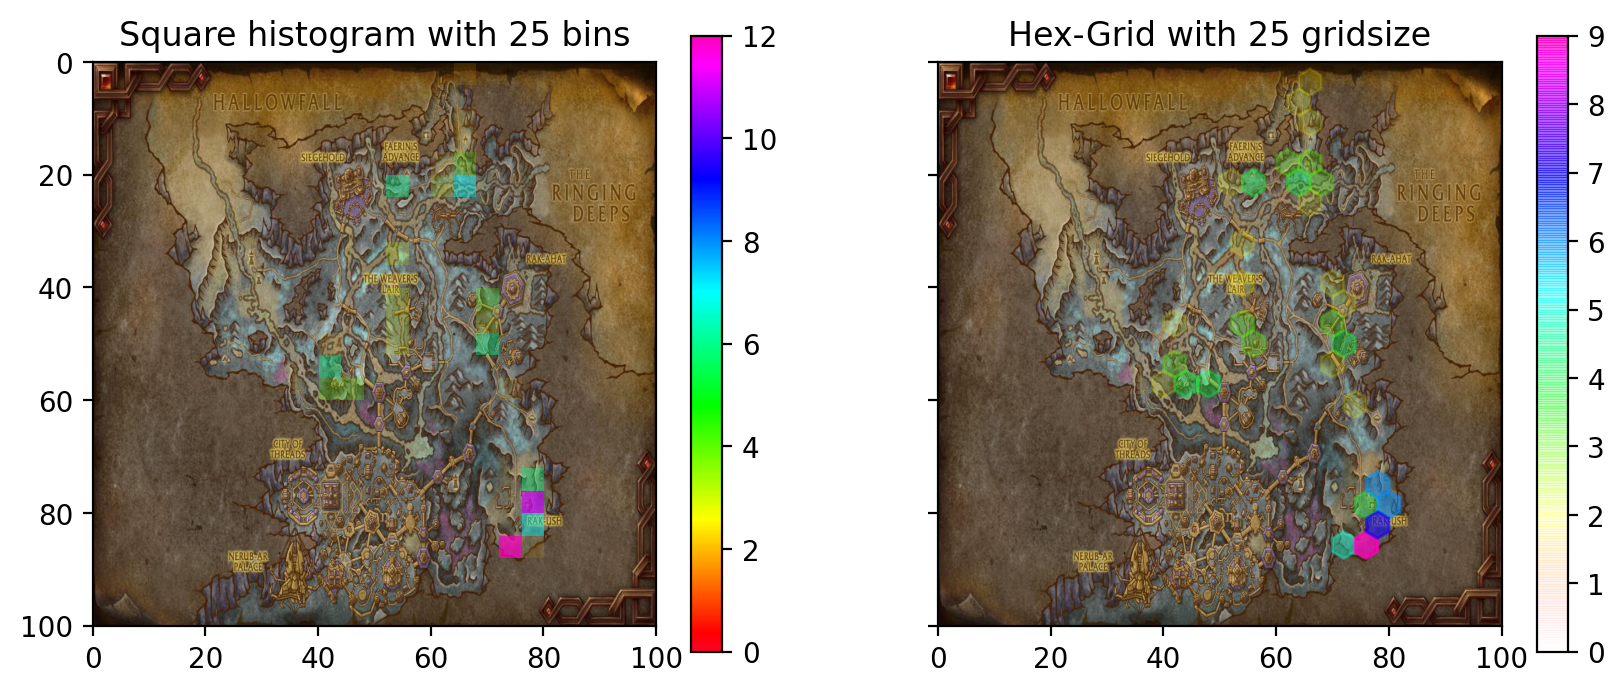 Square histogram with 25 bins
Hex-Grid with 25 gridsize
0
20
40
60
80
100
0
20
40
60
80
100
HALLOWFALL
SIEGEHOLD
FAERIN'S
ADVANCE
THE
RINGING
DEEPS
RAK-AHAT
THE WEAVER'S
LAIR
CITY OF
THREADS
RAK-USH
NERUB-AR
PALACE
12
10
8
6
4
2
0
HALLOWFALL
SIEGEHOLD
FAERIN'S
ADVANCE
THE
RINGING
DEEPS
RAK-AHAT
THE WEAVER'S
LAIR
CITY OF
THREADS
RAK-USH
NERUB-AR
PALACE
0
20
40
60
80
100
9
8
7
6
5
4
3
2
1
0